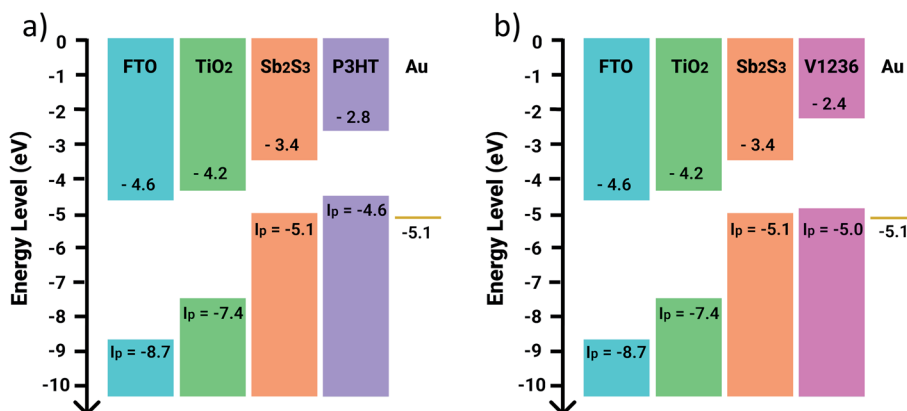 a)
Energy Level (eV)
0
-1
-2
-3
-4
-5
-6
-7
-8
-9
-10
FTO
TiO2
Sb2S3
P3HT
Au
- 4.6
- 4.2
- 3.4
- 2.8
Ip = -8.7
Ip = -7.4
Ip = -5.1
Ip = -4.6
-5.1
b)
Energy Level (eV)
0
-1
-2
-3
-4
-5
-6
-7
-8
-9
-10
FTO
TiO2
Sb2S3
V1236
Au
- 4.6
- 4.2
- 3.4
- 2.4
Ip = -8.7
Ip = -7.4
Ip = -5.1
Ip = -5.0
-5.1